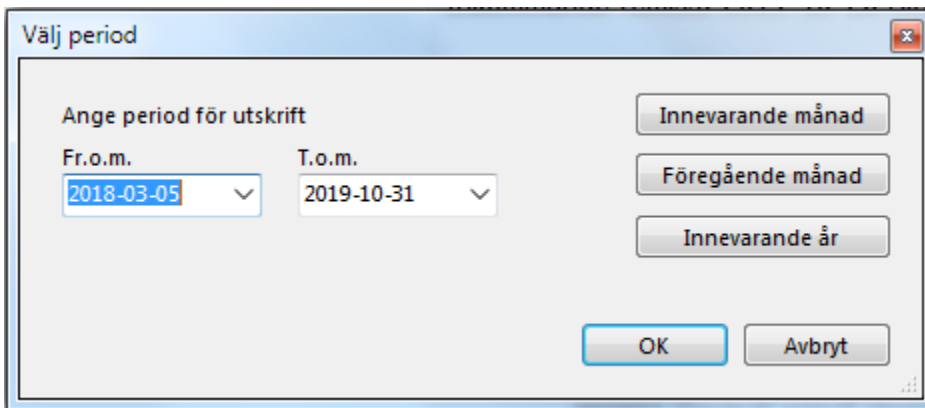 Välj period
Ange period för utskrift
Fr.o.m.
T.o.m.
2018-03-05
2019-10-31
Innevarande månad
Föregående månad
Innevarande år
OK
Avbryt